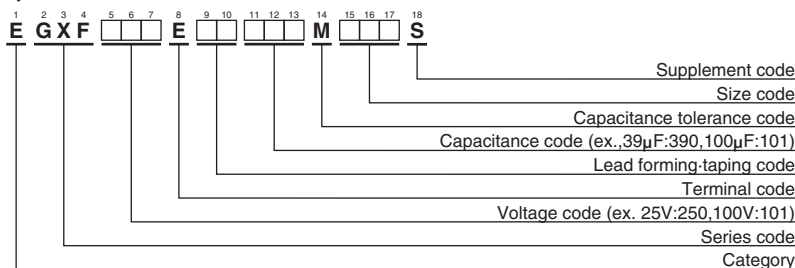 1 2 3 4 5 6 7 8 9 10 11 12 13 14 15 16 17 18
E GXF E M S
Supplement code
Size code
Capacitance tolerance code
Capacitance code (ex.,39μF:390,100μF:101)
Lead forming·taping code
Terminal code
Voltage code (ex. 25V:250,100V:101)
Series code
Category